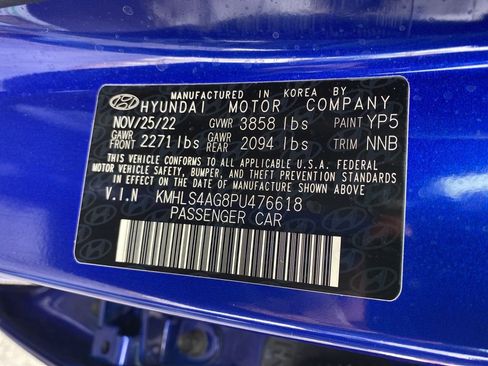 MANUFACTURED IN KOREA BY
HYUNDAI MOTOR COMPANY
NOV/25/22 GVWR 3858 lbs PAINT YP5
GAWR FRONT 2271 lbs GAWR REAR 2094 lbs TRIM NNB
THIS VEHICLE CONFORMS TO ALL APPLICABLE U.S.A. FEDERAL
MOTOR VEHICLE SAFETY, BUMPER, AND THEFT PREVENTION STANDARDS
IN EFFECT ON THE DATE OF MANUFACTURE SHOWN ABOVE.
V.I.N KMHLS4AG8PU476618
PASSENGER CAR